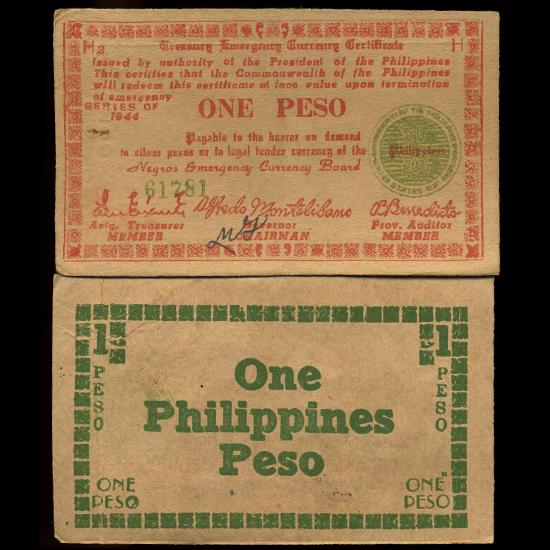 H2 Treasury Emergency Currency Certificate H
Issued by authority of the President of the Philippines
This certifies that the Commonwealth of the Philippines
will redeem this certificate at face value upon termination
of emergency
SERIES OF
1944
ONE PESO
Payable to the bearer on demand
in silver pesos or in legal tender currency of the
Philippines
Negros Emergency Currency Board
61781
Alfredo Montelibano
B Benedicto
Actg. Treasurer
MEMBER
Governor
CHAIRMAN
Prov. Auditor
MEMBER
1 1
PESO
PESO
One
Philippines
Peso
ONE
PESO
ONE
PESO